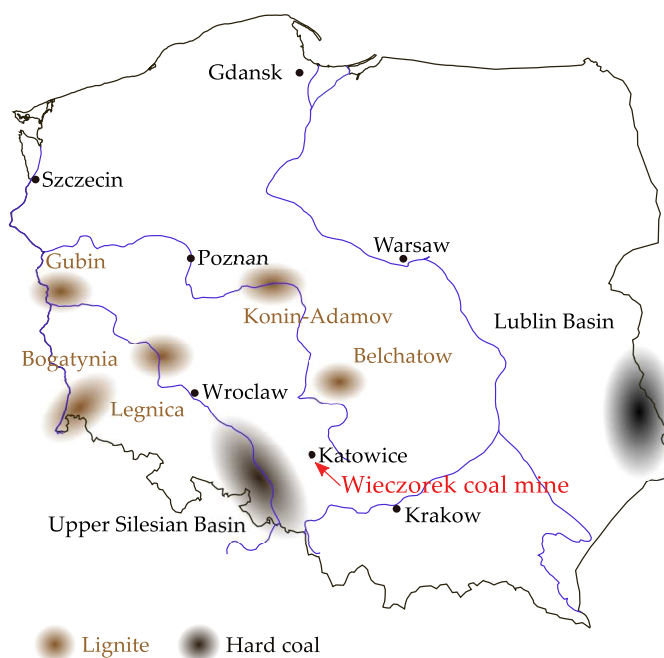 Gdansk
Szczecin
Gubin
Poznan
Warsaw
Konin-Adamov
Lublin Basin
Bogatynia
Belchatow
Legnica
Wroclaw
Katowice
Wieczorek coal mine
Upper Silesian Basin
Krakow
Lignite
Hard coal